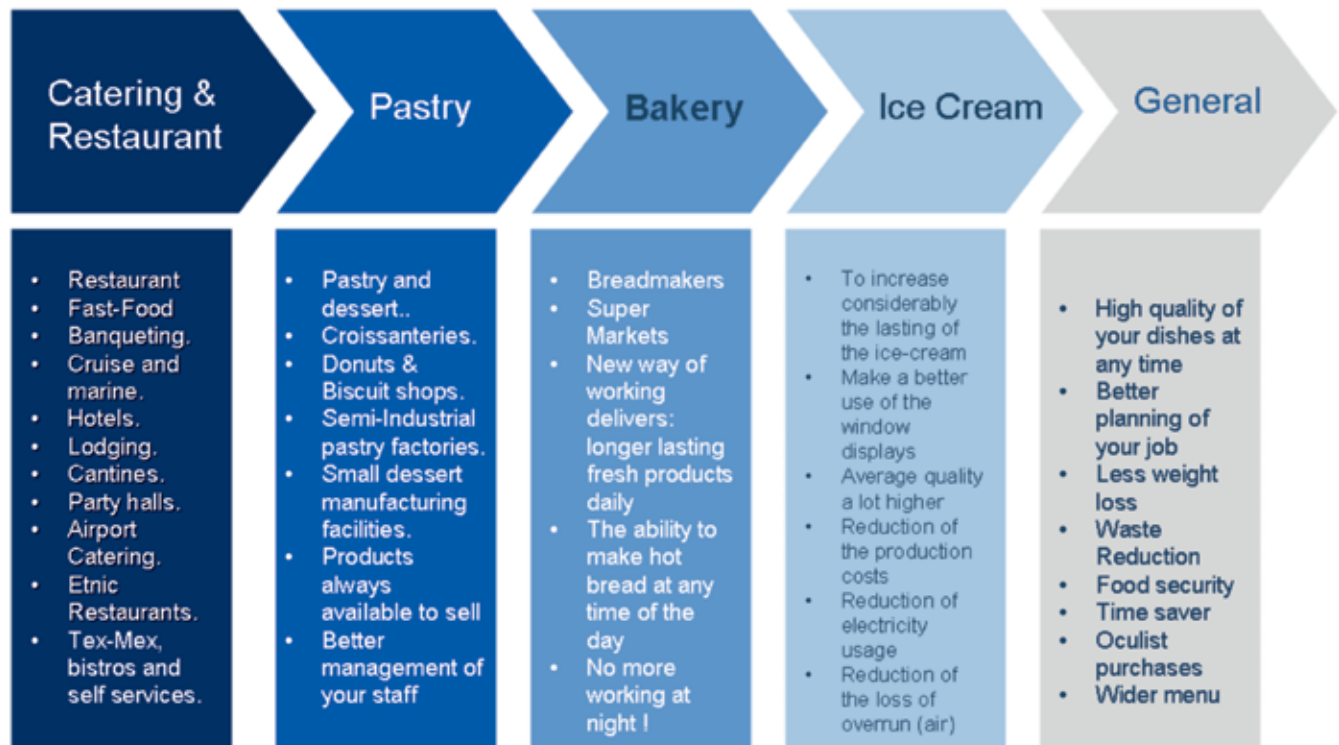 Catering &
Restaurant
Pastry
Bakery
Ice Cream
General
• Restaurant
• Fast-Food
• Banqueting.
• Cruise and
marine.
• Hotels.
• Lodging.
• Cantines.
• Party halls.
• Airport
Catering.
• Etnic
Restaurants.
• Tex-Mex,
bistros and
self services.
• Pastry and
dessert..
• Croissanteries.
• Donuts &
Biscuit shops.
• Semi-Industrial
pastry factories.
• Small dessert
manufacturing
facilities.
• Products
always
available to sell
• Better
management of
your staff
• Breadmakers
• Super
Markets
• New way of
working
delivers:
longer lasting
fresh products
daily
• The ability to
make hot
bread at any
time of the
day
• No more
working at
night !
• To increase
considerably
the lasting of
the ice-cream
• Make a better
use of the
window
displays
• Average quality
a lot higher
• Reduction of
the production
costs
• Reduction of
electricity
usage
• Reduction of
the loss of
overrun (air)
• High quality of
your dishes at
any time
• Better
planning of
your job
• Less weight
loss
• Waste
Reduction
• Food security
• Time saver
• Oculist
purchases
• Wider menu